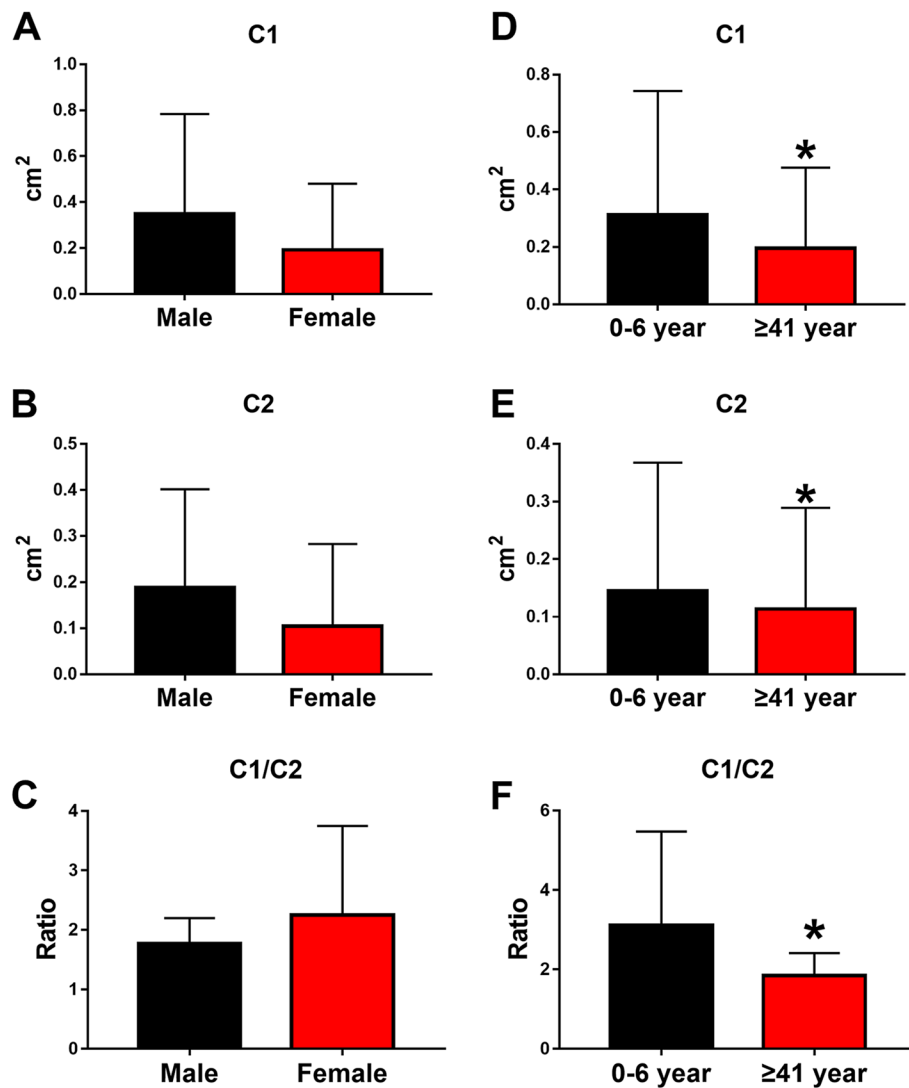 A
C1
cm²
1.0
0.8
0.6
0.4
0.2
0.0
Male Female
D
C1
cm²
0.8
0.6
0.4
0.2
0.0
*
0-6 year ≥41 year
B
C2
cm²
0.5
0.4
0.3
0.2
0.1
0.0
Male Female
E
C2
cm²
0.4
0.3
0.2
0.1
0.0
*
0-6 year ≥41 year
C
C1/C2
Ratio
4
3
2
1
0
Male Female
F
C1/C2
Ratio
6
4
2
0
*
0-6 year ≥41 year